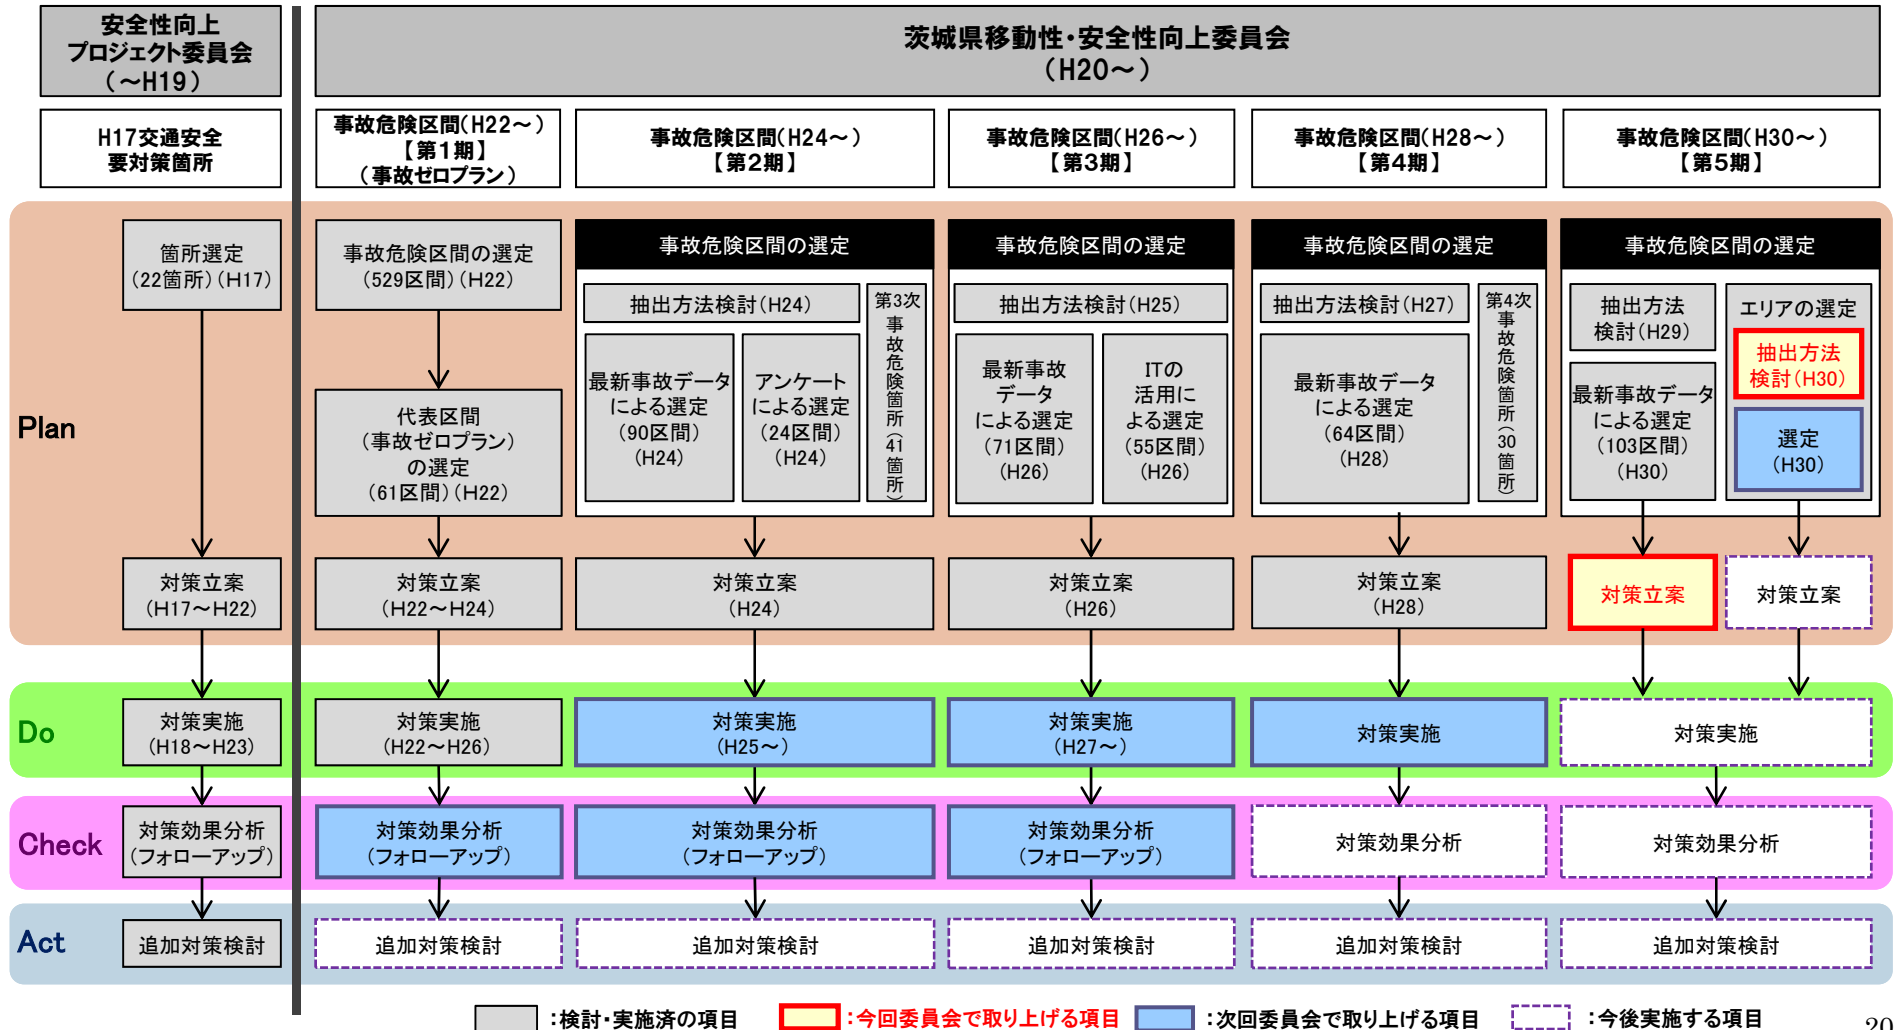 安全性向上
プロジェクト委員会
（～H19）
茨城県移動性・安全性向上委員会
（H20～）
H17交通安全
要対策箇所
事故危険区間（H22～）
【第1期】
（事故ゼロプラン）
事故危険区間（H24～）
【第2期】
事故危険区間（H26～）
【第3期】
事故危険区間（H28～）
【第4期】
事故危険区間（H30～）
【第5期】
Plan
箇所選定
（22箇所）（H17）
対策立案
（H17～H22）
事故危険区間の選定
（529区間）（H22）
代表区間
（事故ゼロプラン）
の選定
（61区間）（H22）
対策立案
（H22～H24）
事故危険区間の選定
抽出方法検討（H24）
最新事故データ
による選定
（90区間）
（H24）
アンケート
による選定
（24区間）
（H24）
第3次
事故危険箇所（41箇所）
対策立案
（H24）
事故危険区間の選定
抽出方法検討（H25）
最新事故
データ
による選定
（71区間）
（H26）
ITの
活用に
よる選定
（55区間）
（H26）
対策立案
（H26）
事故危険区間の選定
抽出方法検討（H27）
最新事故データ
による選定
（64区間）
（H28）
第4次
事故危険箇所（30箇所）
対策立案
（H28）
事故危険区間の選定
抽出方法
検討（H29）
最新事故データ
による選定
（103区間）
（H30）
エリアの選定
抽出方法
検討（H30）
選定
（H30）
対策立案
対策立案
Do
対策実施
（H18～H23）
対策実施
（H22～H26）
対策実施
（H25～）
対策実施
（H27～）
対策実施
対策実施
Check
対策効果分析
（フォローアップ）
対策効果分析
（フォローアップ）
対策効果分析
（フォローアップ）
対策効果分析
（フォローアップ）
対策効果分析
対策効果分析
Act
追加対策検討
追加対策検討
追加対策検討
追加対策検討
追加対策検討
追加対策検討
：検討・実施済の項目
：今回委員会で取り上げる項目
：次回委員会で取り上げる項目
：今後実施する項目
20